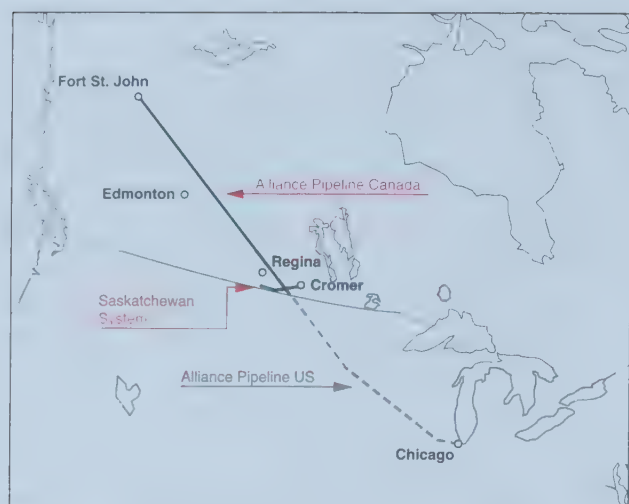 Fort St. John
Alliance Pipeline Canada
Edmonton
Regina
Cromer
Saskatchewan
System
Alliance Pipeline US
Chicago